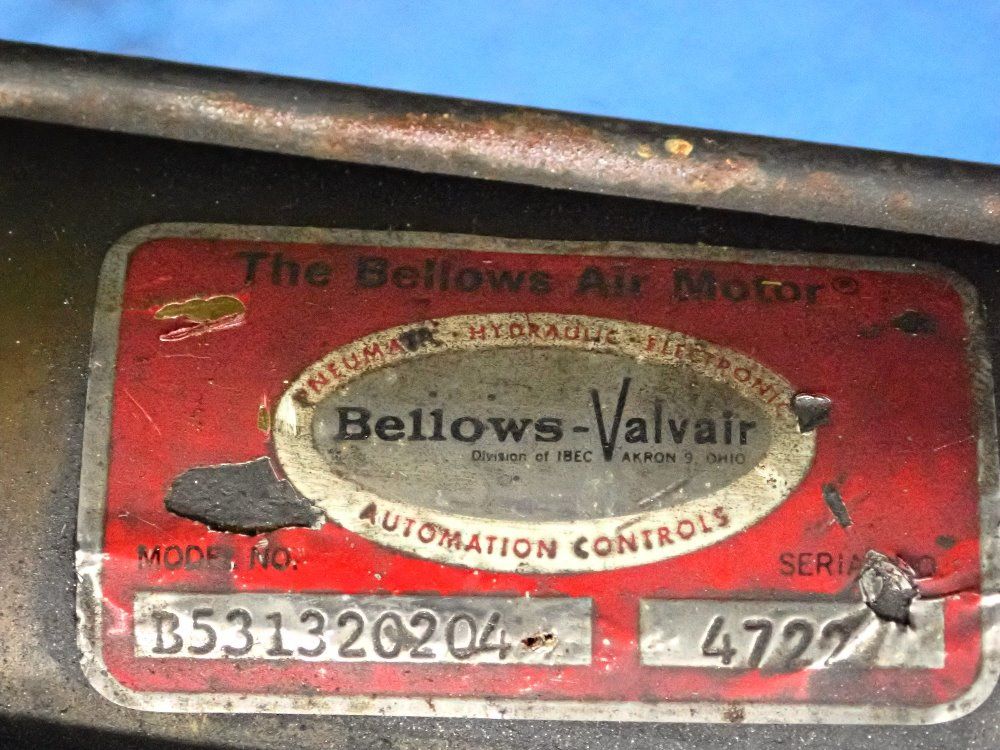 The Bellows Air Motor®
PNEUMATIC · HYDRAULIC · ELECTRONIC
Bellows-Valvair
Division of IBEC AKRON 9, OHIO
AUTOMATION CONTROLS
MODEL NO. SERIAL NO.
B531320204 4722